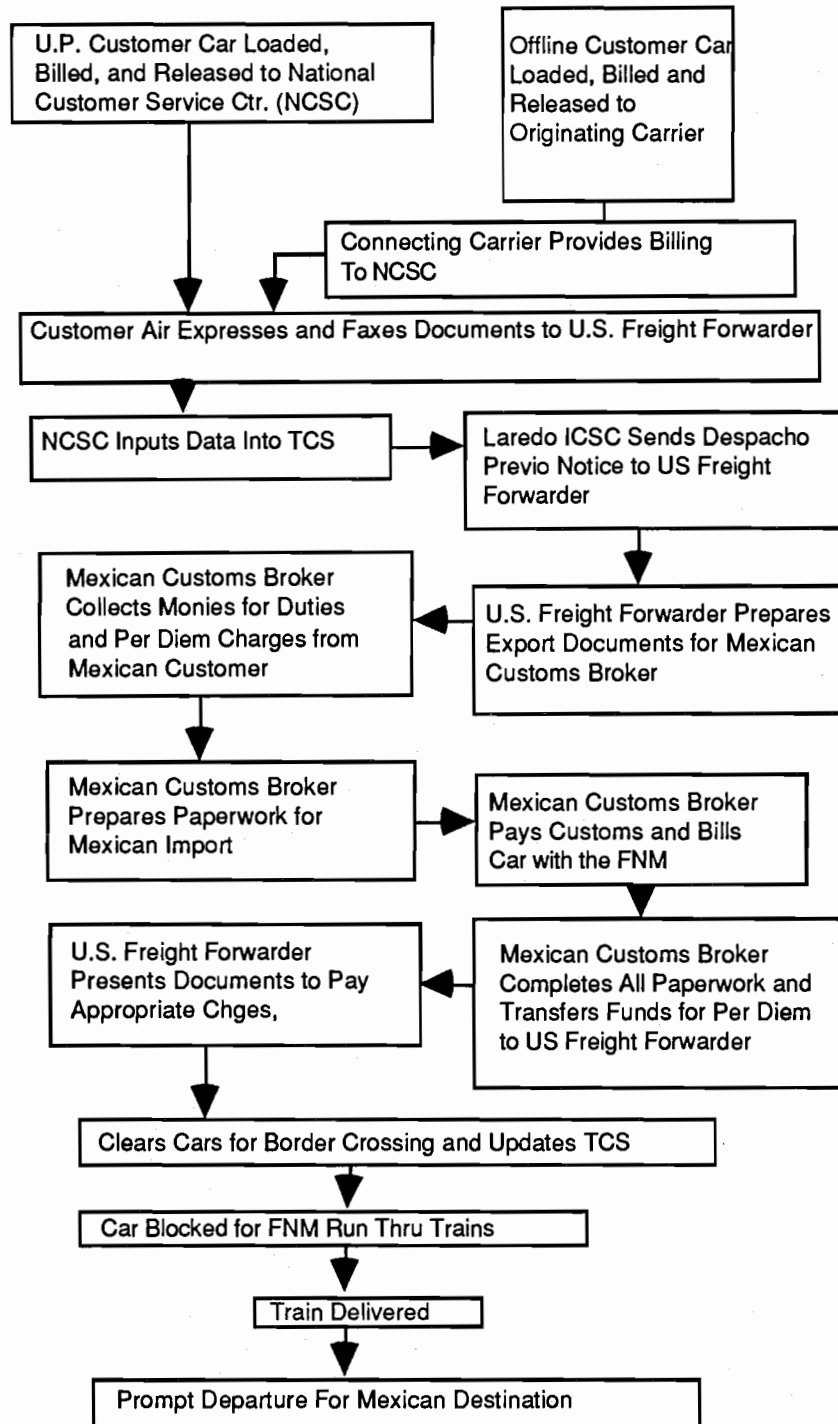 U.P. Customer Car Loaded,
Billed, and Released to National
Customer Service Ctr. (NCSC)
Offline Customer Car
Loaded, Billed and
Released to
Originating Carrier
Connecting Carrier Provides Billing
To NCSC
Customer Air Expresses and Faxes Documents to U.S. Freight Forwarder
NCSC Inputs Data Into TCS
Laredo ICSC Sends Despacho
Previo Notice to US Freight
Forwarder
U.S. Freight Forwarder Prepares
Export Documents for Mexican
Customs Broker
Mexican Customs Broker
Collects Monies for Duties
and Per Diem Charges from
Mexican Customer
Mexican Customs Broker
Prepares Paperwork for
Mexican Import
Mexican Customs Broker
Pays Customs and Bills
Car with the FNM
Mexican Customs Broker
Completes All Paperwork and
Transfers Funds for Per Diem
to US Freight Forwarder
U.S. Freight Forwarder
Presents Documents to Pay
Appropriate Chges,
Clears Cars for Border Crossing and Updates TCS
Car Blocked for FNM Run Thru Trains
Train Delivered
Prompt Departure For Mexican Destination